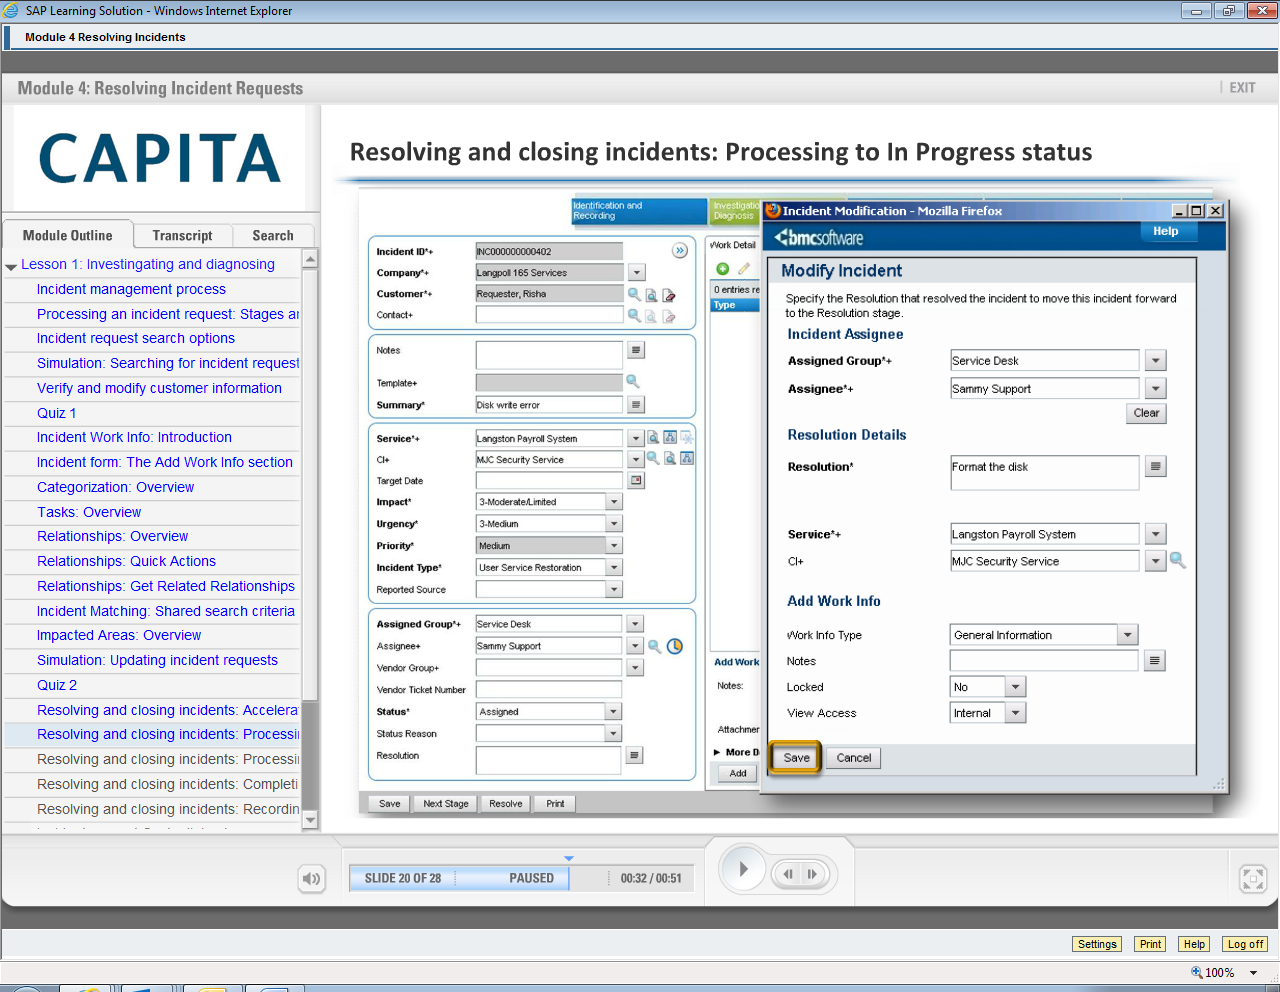 SAP Learning Solution - Windows Internet Explorer
Module 4 Resolving Incidents
Module 4: Resolving Incident Requests
EXIT
CAPITA
Module Outline
Transcript
Search
Lesson 1: Investingating and diagnosing
Incident management process
Processing an incident request: Stages
Incident request search options
Simulation: Searching for incident request
Verify and modify customer information
Quiz 1
Incident Work Info: Introduction
Incident form: The Add Work Info section
Categorization: Overview
Tasks: Overview
Relationships: Overview
Relationships: Quick Actions
Relationships: Get Related Relationships
Incident Matching: Shared search criteria
Impacted Areas: Overview
Simulation: Updating incident requests
Quiz 2
Resolving and closing incidents: Accelera
Resolving and closing incidents: Processi
Resolving and closing incidents: Processi
Resolving and closing incidents: Completi
Resolving and closing incidents: Recordin
Resolving and closing incidents: Processing to In Progress status
Identification and
Recording
Investigatio
Diagnosis
Incident ID*+
INC000000000402
Company*+
Langpoll 165 Services
Customer*+
Requester, Risha
Contact+
Notes
Template+
Summary*
Disk write error
Service*+
Langston Payroll System
CI+
MJC Security Service
Target Date
Impact*
3-Moderate/Limited
Urgency*
3-Medium
Priority*
Medium
Incident Type*
User Service Restoration
Reported Source
Assigned Group*+
Service Desk
Assignee+
Sammy Support
Vendor Group+
Vendor Ticket Number
Status*
Assigned
Status Reason
Resolution
Save
Next Stage
Resolve
Print
Work Detail
0 entries re
Type
Add Work
Notes:
Attachmer
More D
Add
Incident Modification - Mozilla Firefox
bmcsoftware
Help
Modify Incident
Specify the Resolution that resolved the incident to move this incident forward
to the Resolution stage.
Incident Assignee
Assigned Group*+
Service Desk
Assignee*+
Sammy Support
Clear
Resolution Details
Resolution*
Format the disk
Service*+
Langston Payroll System
CI+
MJC Security Service
Add Work Info
Work Info Type
General Information
Notes
Locked
No
View Access
Internal
Save
Cancel
SLIDE 20 OF 28
PAUSED
00:32 / 00:51
Settings
Print
Help
Log off
100%